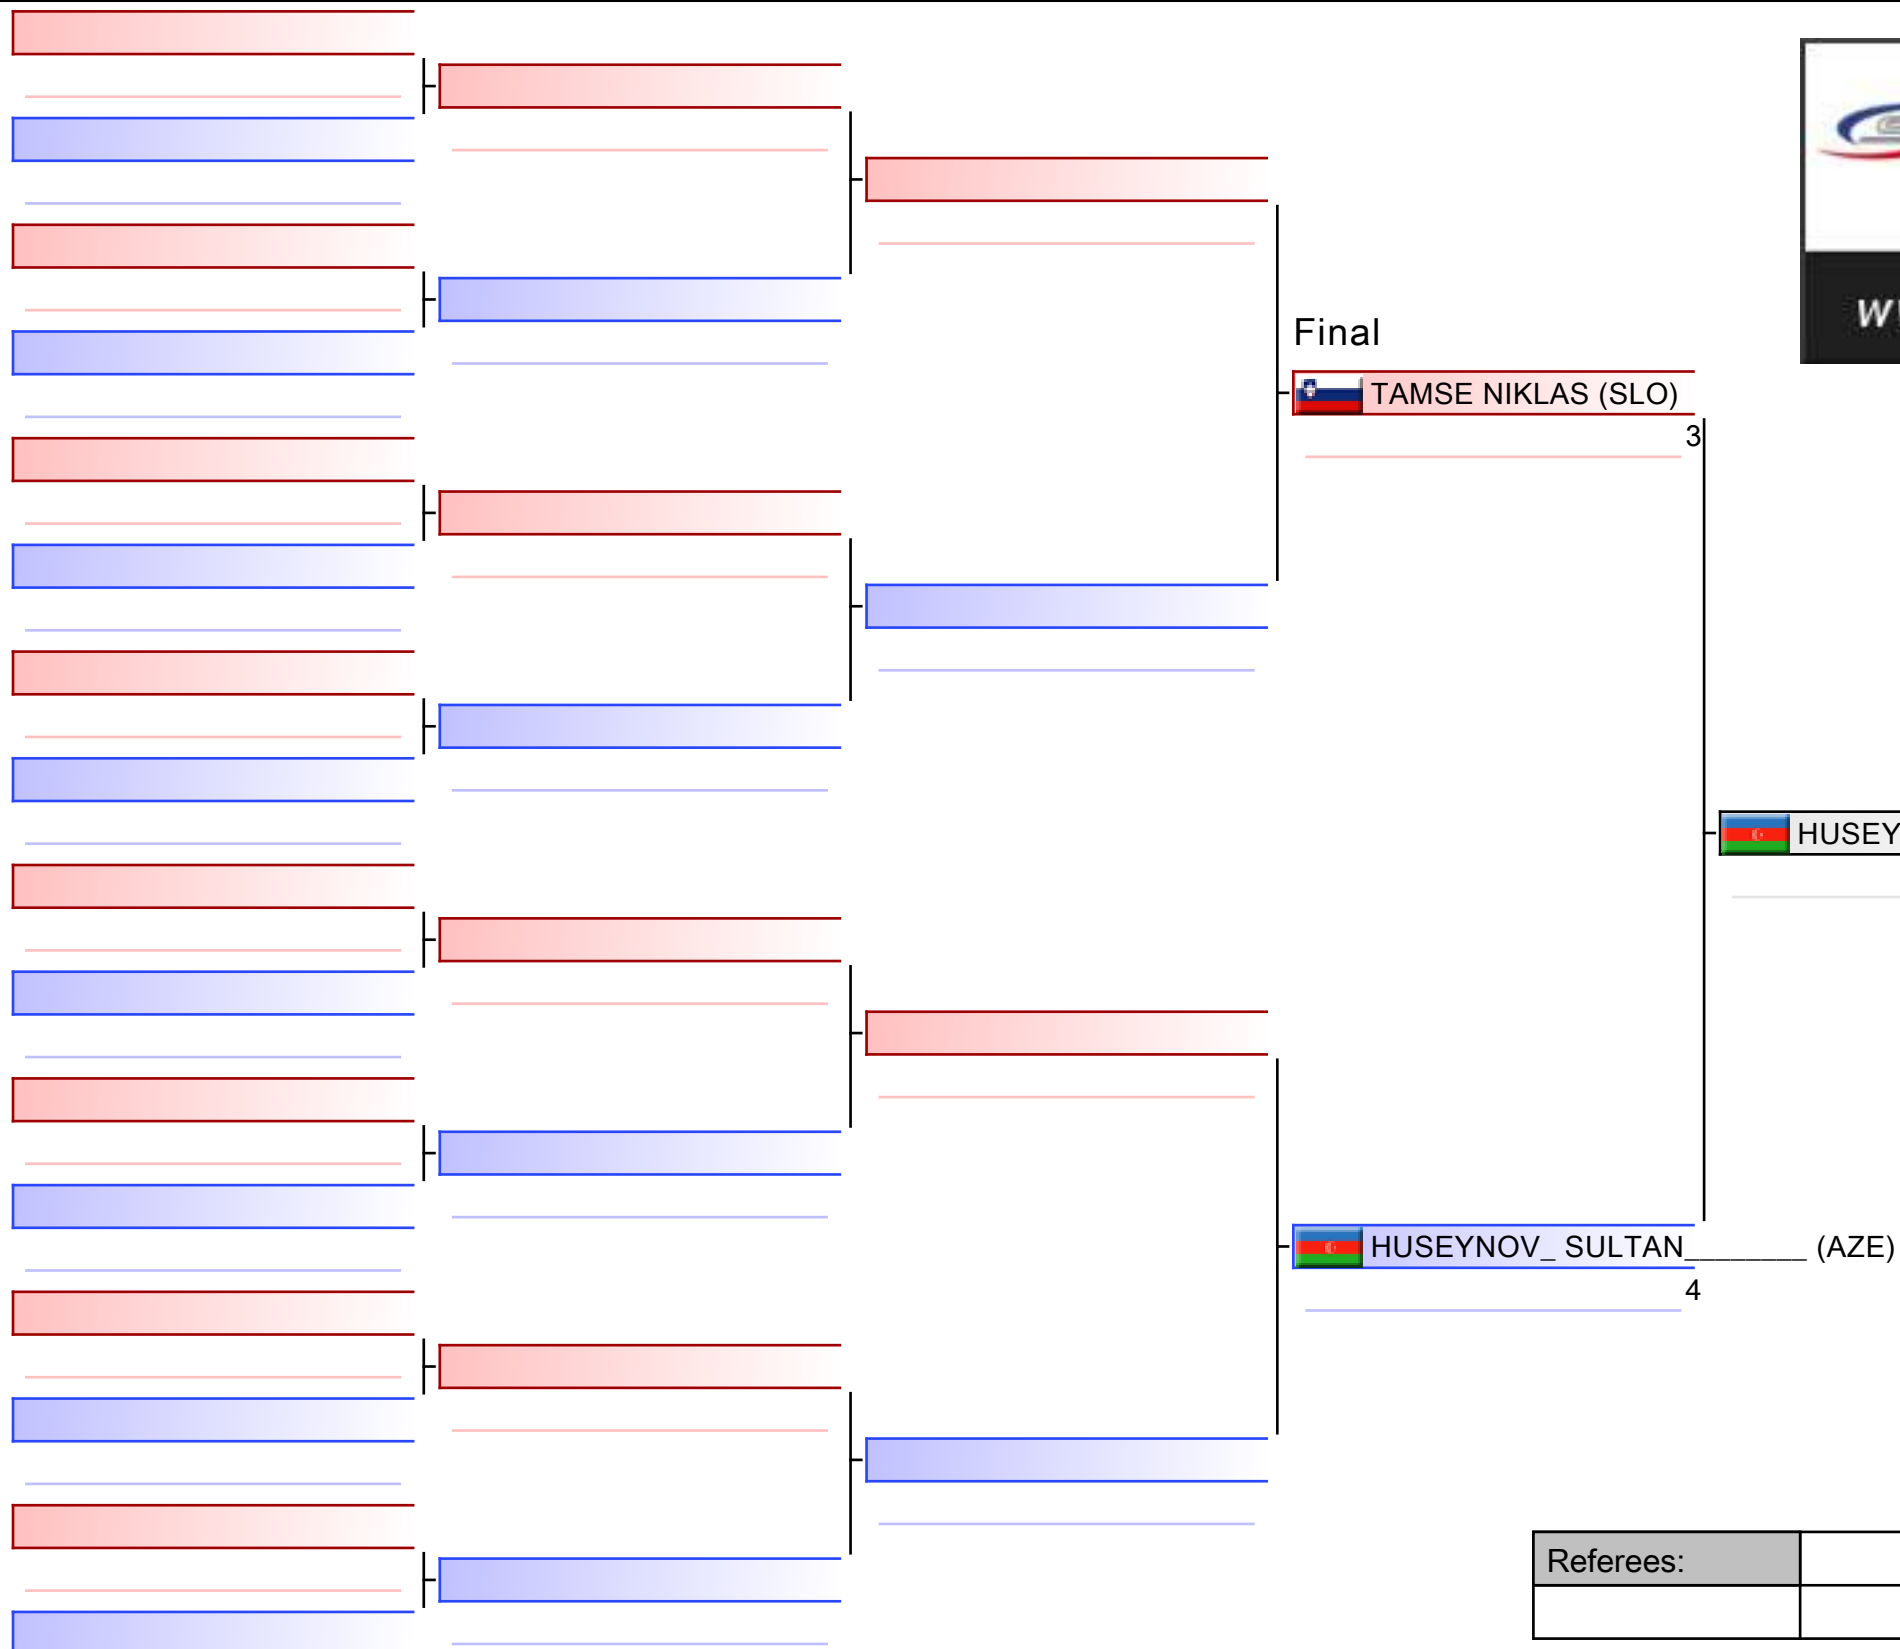 Final
TAMSE NIKLAS (SLO)
3
HUSEY
HUSEYNOV_ SULTAN________ (AZE)
4
Referees: